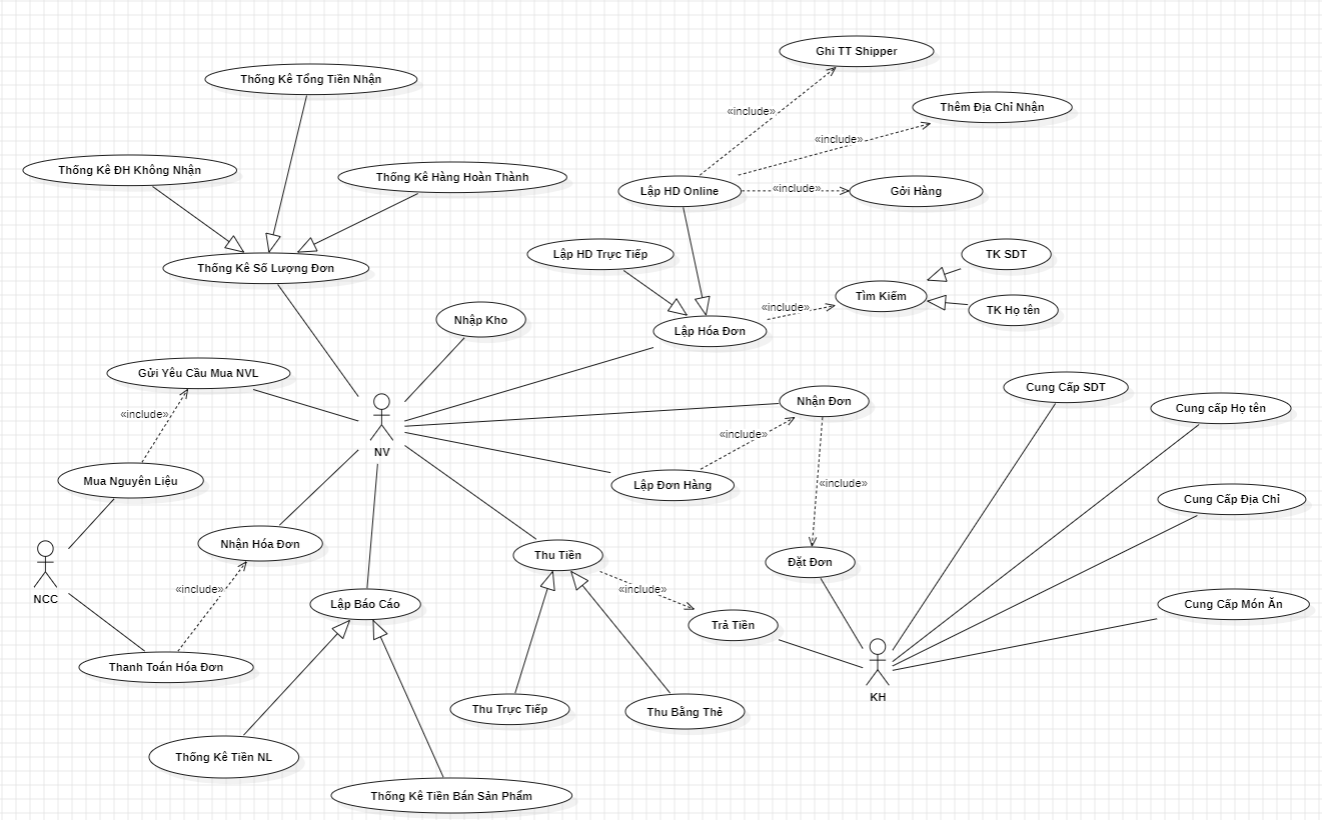 Ghi TT Shipper
Thống Kê Tổng Tiền Nhận
Thêm Địa Chỉ Nhận
«include»
«include»
Thống Kê ĐH Không Nhận
Thống Kê Hàng Hoàn Thành
Lập HD Online
«include»
Gởi Hàng
Lập HD Trực Tiếp
TK SDT
Thống Kê Số Lượng Đơn
Tìm Kiếm
«include»
TK Họ tên
Nhập Kho
Lập Hóa Đơn
Gửi Yêu Cầu Mua NVL
Cung Cấp SDT
Nhận Đơn
Cung cấp Họ tên
«include»
«include»
NV
Mua Nguyên Liệu
Lập Đơn Hàng
«include»
Cung Cấp Địa Chỉ
Nhận Hóa Đơn
Thu Tiền
Đặt Đơn
«include»
«include»
NCC
Lập Báo Cáo
Cung Cấp Món Ăn
Trả Tiền
Thanh Toán Hóa Đơn
KH
Thu Trực Tiếp
Thu Bằng Thẻ
Thống Kê Tiền NL
Thống Kê Tiền Bán Sản Phẩm